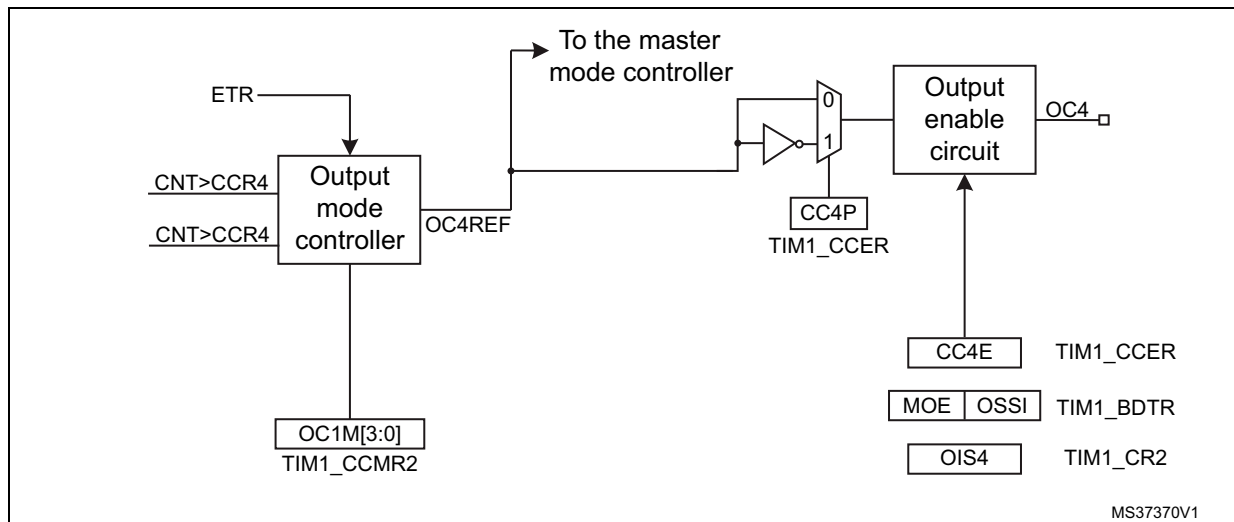 To the master
mode controller
ETR
0
1
Output
enable
circuit
OC4
CNT>CCR4
CNT>CCR4
Output
mode
controller
OC4REF
CC4P
TIM1_CCER
CC4E
TIM1_CCER
MOE
OSSI
TIM1_BDTR
OC1M[3:0]
TIM1_CCMR2
OIS4
TIM1_CR2
MS37370V1